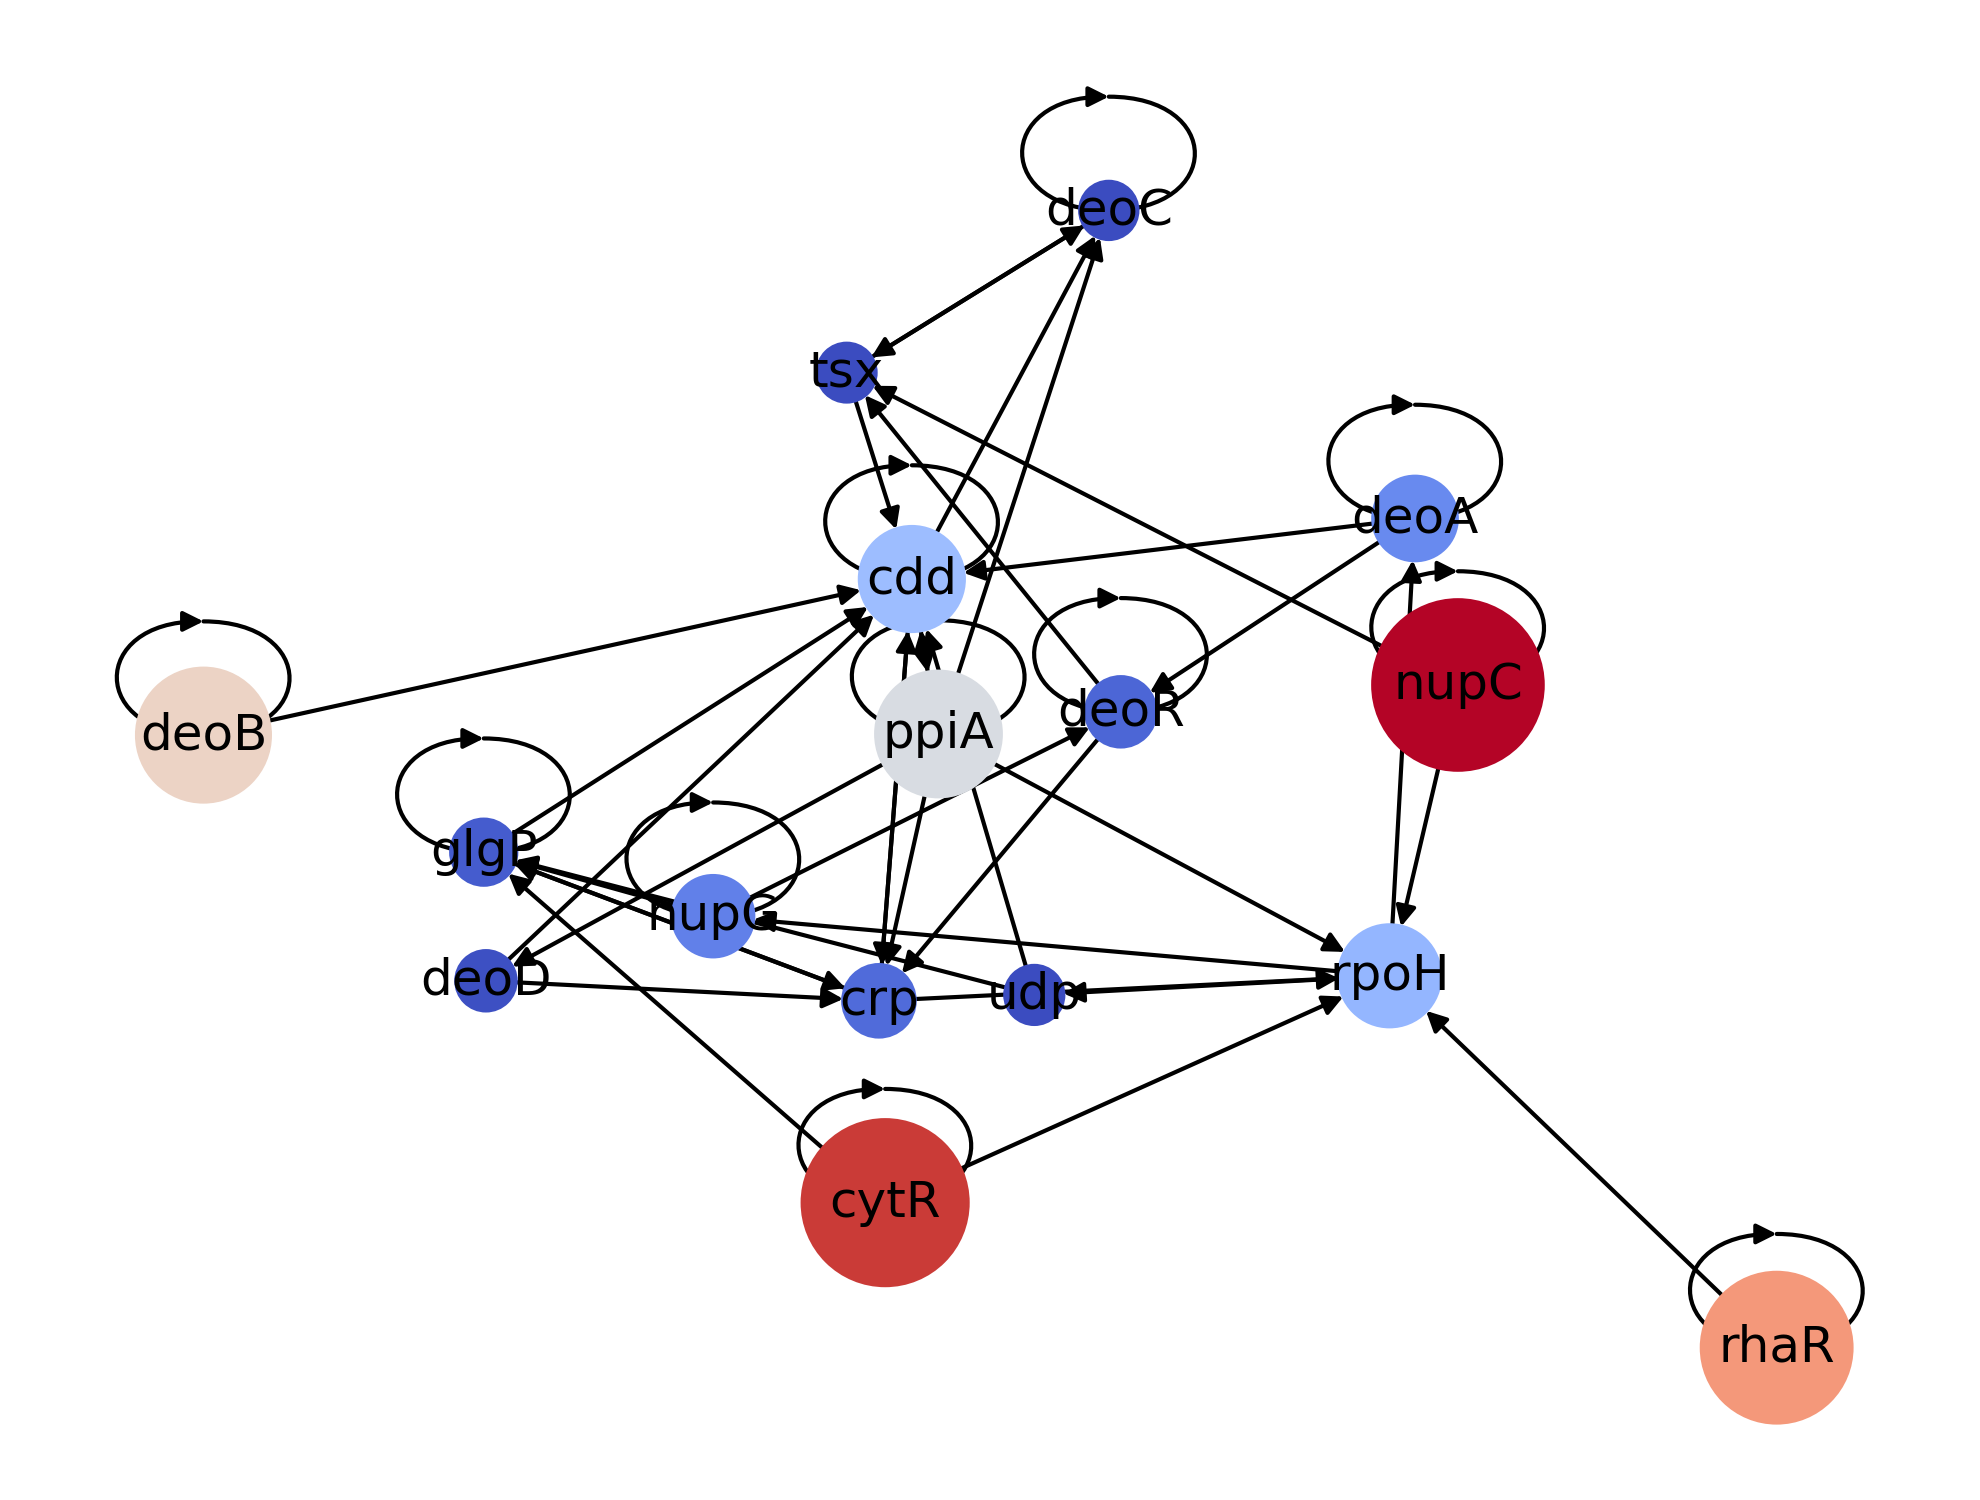 deoC
tsx
deoA
cdd
nupC
deoR
deoB
ppiA
glgP
nupG
rpoH
deoD
crp
udp
cytR
rhaR